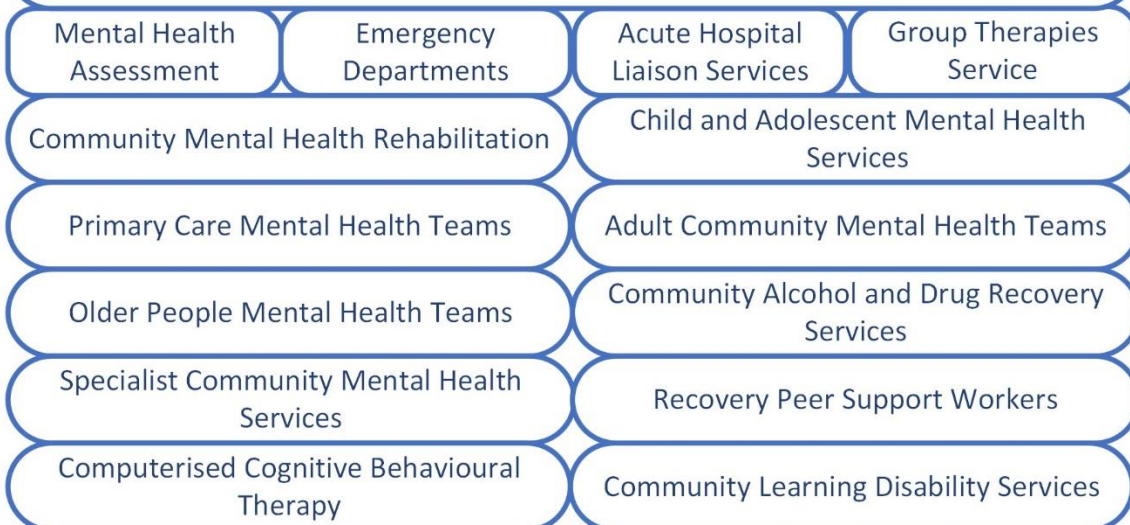 Mental Health
Assessment
Emergency
Departments
Acute Hospital
Liaison Services
Group Therapies
Service
Community Mental Health Rehabilitation
Child and Adolescent Mental Health
Services
Primary Care Mental Health Teams
Adult Community Mental Health Teams
Older People Mental Health Teams
Community Alcohol and Drug Recovery
Services
Specialist Community Mental Health
Services
Recovery Peer Support Workers
Computerised Cognitive Behavioural
Therapy
Community Learning Disability Services